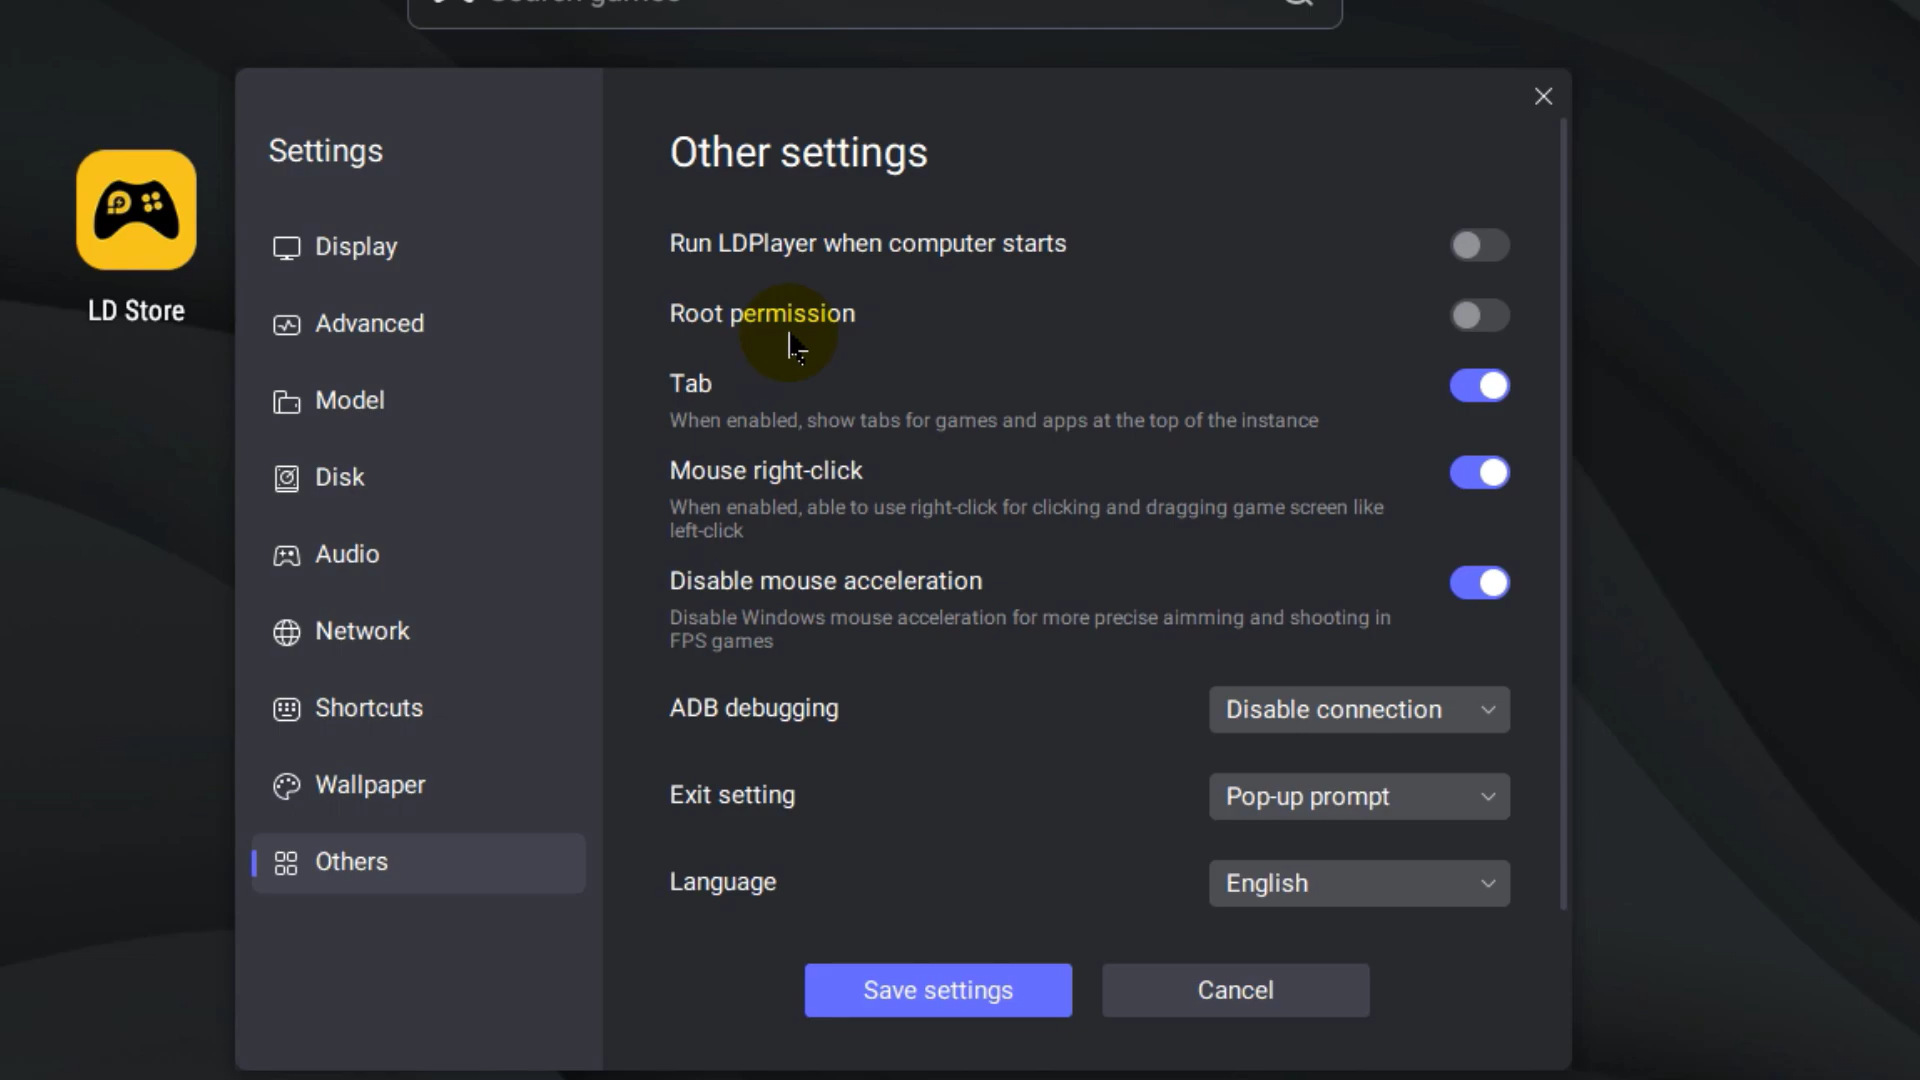 Search games
LD Store
Settings
Display
Advanced
Model
Disk
Audio
Network
Shortcuts
Wallpaper
Others
Other settings
Run LDPlayer when computer starts
Root permission
Tab
When enabled, show tabs for games and apps at the top of the instance
Mouse right-click
When enabled, able to use right-click for clicking and dragging game screen like
left-click
Disable mouse acceleration
Disable Windows mouse acceleration for more precise aimming and shooting in
FPS games
ADB debugging
Disable connection
Exit setting
Pop-up prompt
Language
English
Save settings
Cancel